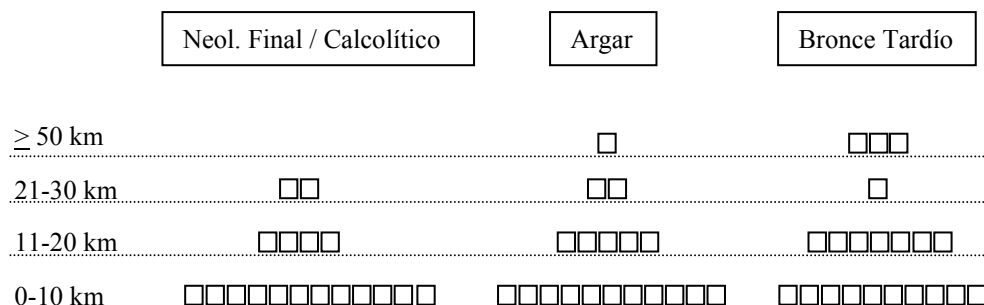 Neol. Final / Calcolítico Argar Bronce Tardío
≥ 50 km
21-30 km
11-20 km
0-10 km